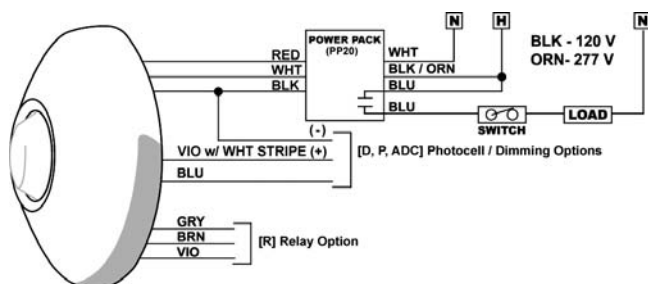 N H N
POWER PACK
(PP20)
BLK - 120 V
ORN- 277 V
RED
WHT
BLK
WHT
BLK / ORN
BLU
BLU
SWITCH
LOAD
(-)
VIO w/ WHT STRIPE (+)
BLU
[D, P, ADC] Photocell / Dimming Options
GRY
BRN
VIO
[R] Relay Option